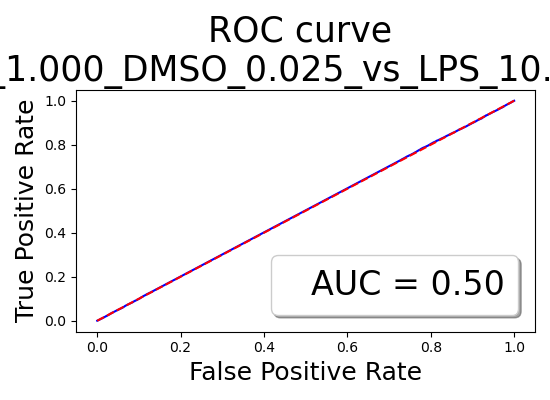 ROC curve
_1.000_DMSO_0.025_vs_LPS_10.
True Positive Rate
1.0
0.8
0.6
0.4
0.2
0.0
AUC = 0.50
0.0 0.2 0.4 0.6 0.8 1.0
False Positive Rate